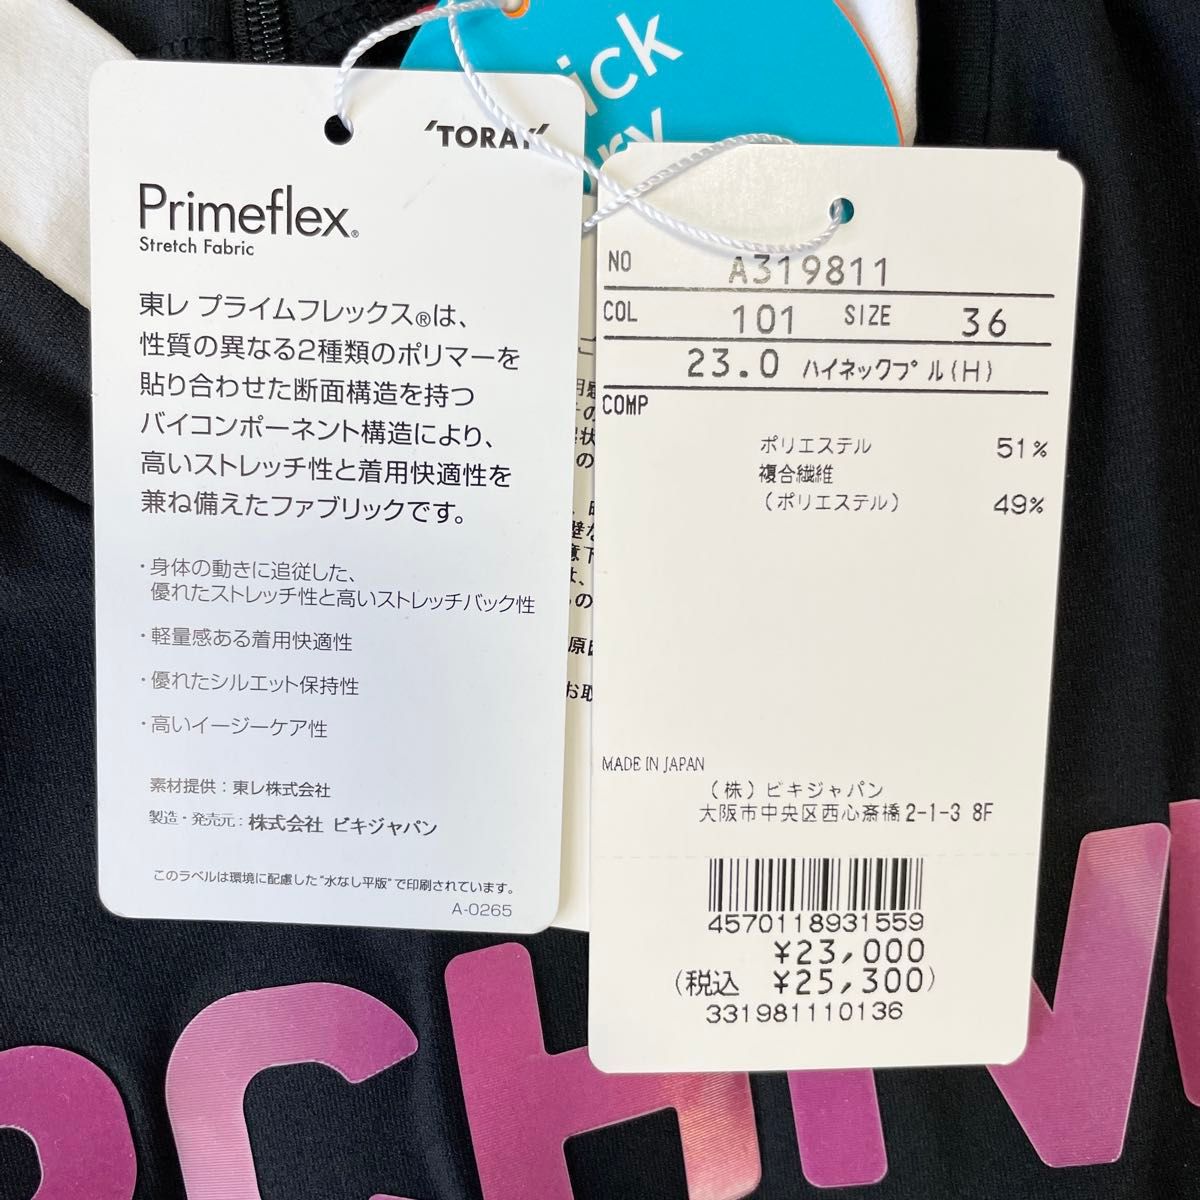 'TORAY'
Primeflex®
Stretch Fabric
東レ プライムフレックス®は、
性質の異なる2種類のポリマーを
貼り合わせた断面構造を持つ
バイコンポーネント構造により、
高いストレッチ性と着用快適性を
兼ね備えたファブリックです。
・身体の動きに追従した、
優れたストレッチ性と高いストレッチバック性
・軽量感ある着用快適性
・優れたシルエット保持性
・高いイージーケア性
素材提供：東レ株式会社
製造・発売元：株式会社 ビキジャパン
このラベルは環境に配慮した"水なし平版"で印刷されています。
A-0265
ick
ry
NO A319811
COL 101 SIZE 36
23.0 ハイネックプル(H)
COMP
ポリエステル 51%
複合繊維
(ポリエステル) 49%
MADE IN JAPAN
(株)ビキジャパン
大阪市中央区西心斎橋2-1-3 8F
4570118931559
¥23,000
(税込 ¥25,300)
331981110136
原因
お取